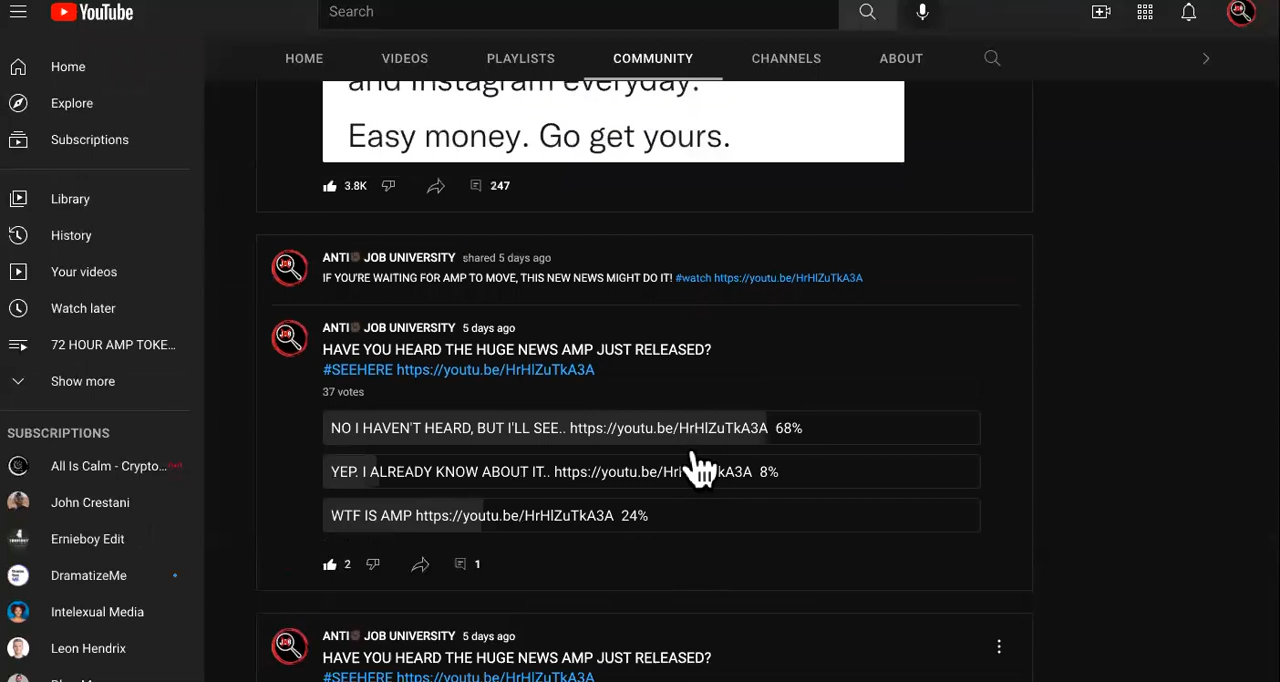 YouTube
Search
HOME VIDEOS PLAYLISTS COMMUNITY CHANNELS ABOUT
Home
Explore
Subscriptions
Library
History
Your videos
Watch later
72 HOUR AMP TOKE...
Show more
SUBSCRIPTIONS
All Is Calm - Crypto...
John Crestani
Ernieboy Edit
DramatizeMe
Intelexual Media
Leon Hendrix
and Instagram everyday.
Easy money. Go get yours.
3.8K 247
ANTI JOB UNIVERSITY shared 5 days ago
IF YOU'RE WAITING FOR AMP TO MOVE, THIS NEW NEWS MIGHT DO IT! #watch https://youtu.be/HrHlZuTkA3A
ANTI JOB UNIVERSITY 5 days ago
HAVE YOU HEARD THE HUGE NEWS AMP JUST RELEASED?
#SEEHERE https://youtu.be/HrHlZuTkA3A
37 votes
NO I HAVEN'T HEARD, BUT I'LL SEE.. https://youtu.be/HrHlZuTkA3A 68%
YEP. I ALREADY KNOW ABOUT IT.. 8%
WTF IS AMP https://youtu.be/HrHlZuTkA3A 24%
2 1
ANTI JOB UNIVERSITY 5 days ago
HAVE YOU HEARD THE HUGE NEWS AMP JUST RELEASED?
#SEEHERE https://youtu.be/HrHlZuTkA3A